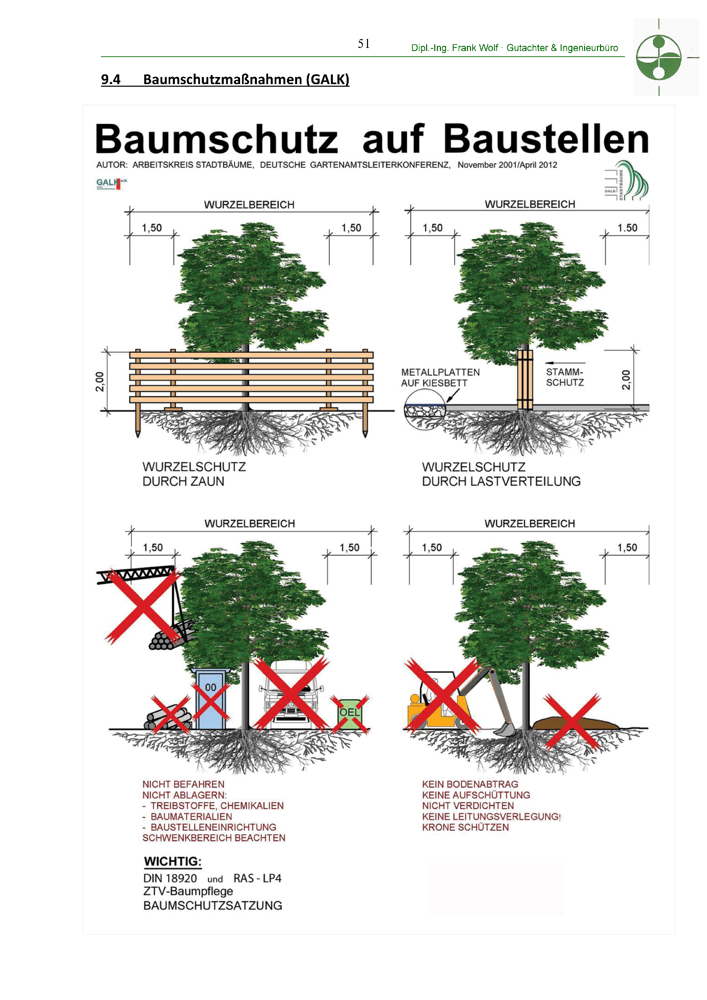 51
Dipl.-Ing. Frank Wolf · Gutachter & Ingenieurbüro
9.4 Baumschutzmaßnahmen (GALK)
Baumschutz auf Baustellen
AUTOR: ARBEITSKREIS STADTBÄUME, DEUTSCHE GARTENAMTSLEITERKONFERENZ, November 2001/April 2012
GALK e.V.
GALK
STADTBÄUME
WURZELBEREICH
1,50
1,50
2,00
WURZELSCHUTZ
DURCH ZAUN
WURZELBEREICH
1,50
1.50
METALLPLATTEN
AUF KIESBETT
STAMM-
SCHUTZ
2,00
WURZELSCHUTZ
DURCH LASTVERTEILUNG
WURZELBEREICH
1,50
1,50
00
OEL
NICHT BEFAHREN
NICHT ABLAGERN:
- TREIBSTOFFE, CHEMIKALIEN
- BAUMATERIALIEN
- BAUSTELLENEINRICHTUNG
SCHWENKBEREICH BEACHTEN
WURZELBEREICH
1,50
1,50
KEIN BODENABTRAG
KEINE AUFSCHÜTTUNG
NICHT VERDICHTEN
KEINE LEITUNGSVERLEGUNG!
KRONE SCHÜTZEN
WICHTIG:
DIN 18920 und RAS - LP4
ZTV-Baumpflege
BAUMSCHUTZSATZUNG